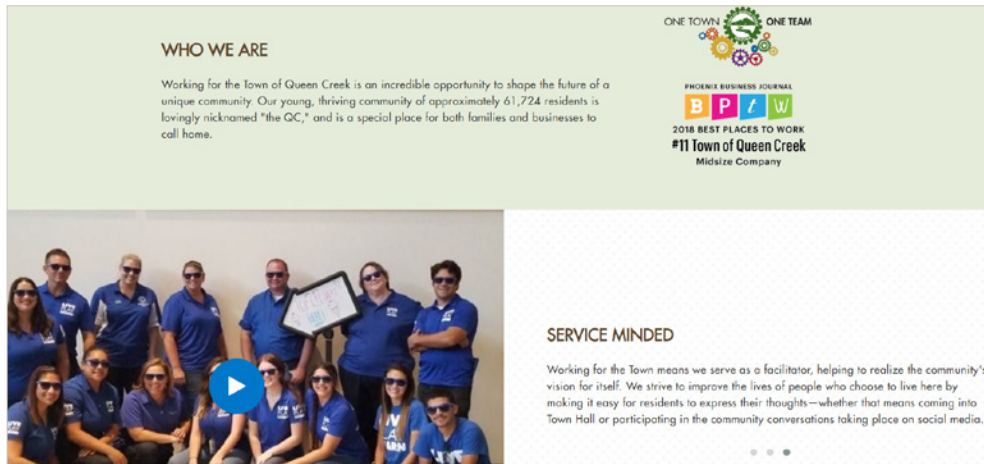 WHO WE ARE
Working for the Town of Queen Creek is an incredible opportunity to shape the future of a
unique community. Our young, thriving community of approximately 61,724 residents is
lovingly nicknamed "the QC," and is a special place for both families and businesses to
call home.
ONE TOWN ONE TEAM
PHOENIX BUSINESS JOURNAL
B P t W
2018 BEST PLACES TO WORK
#11 Town of Queen Creek
Midsize Company
SERVICE MINDED
Working for the Town means we serve as a facilitator, helping to realize the community's
vision for itself. We strive to improve the lives of people who choose to live here by
making it easy for residents to express their thoughts—whether that means coming into
Town Hall or participating in the community conversations taking place on social media.